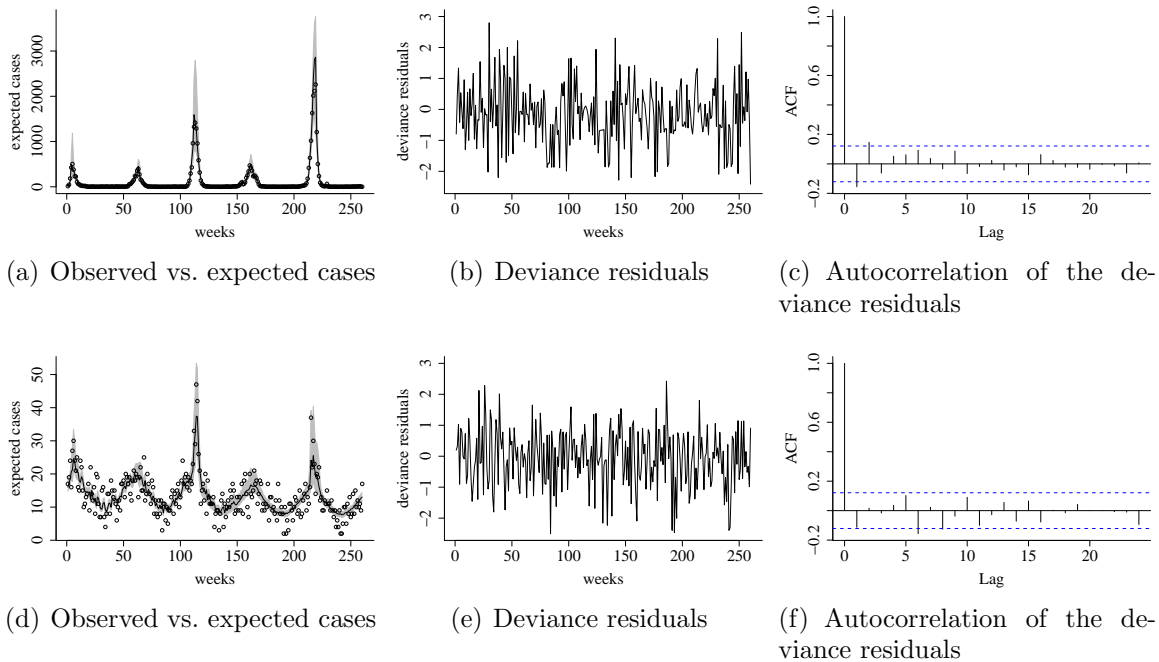 expected cases
0 1000 2000 3000
0 50 100 150 200 250
weeks
deviance residuals
−2 −1 0 1 2 3
0 50 100 150 200 250
weeks
ACF
−0.2 0.2 0.6 1.0
0 5 10 15 20
Lag
(a) Observed vs. expected cases
(b) Deviance residuals
(c) Autocorrelation of the de-
viance residuals
expected cases
0 10 20 30 40 50
0 50 100 150 200 250
weeks
deviance residuals
−2 −1 0 1 2 3
0 50 100 150 200 250
weeks
ACF
−0.2 0.2 0.6 1.0
0 5 10 15 20
Lag
(d) Observed vs. expected cases
(e) Deviance residuals
(f) Autocorrelation of the de-
viance residuals